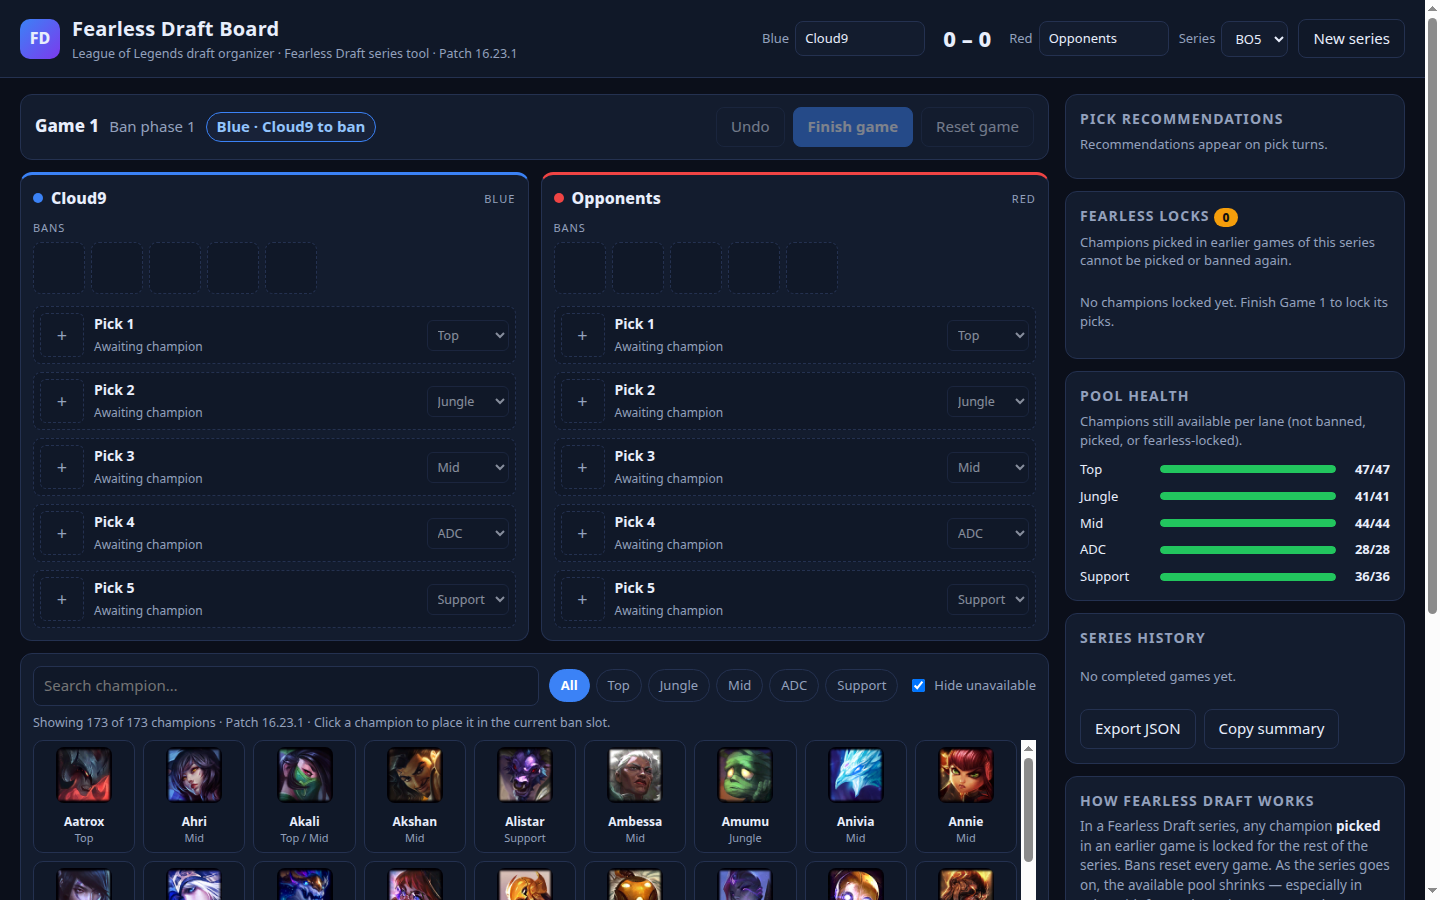 FD
Fearless Draft Board
League of Legends draft organizer · Fearless Draft series tool · Patch 16.23.1
Blue
Cloud9
0 – 0
Red
Opponents
Series
BO5
New series
Game 1
Ban phase 1
Blue · Cloud9 to ban
Undo
Finish game
Reset game
Cloud9
BLUE
BANS
+
Pick 1
Awaiting champion
Top
+
Pick 2
Awaiting champion
Jungle
+
Pick 3
Awaiting champion
Mid
+
Pick 4
Awaiting champion
ADC
+
Pick 5
Awaiting champion
Support
Opponents
RED
BANS
+
Pick 1
Awaiting champion
Top
+
Pick 2
Awaiting champion
Jungle
+
Pick 3
Awaiting champion
Mid
+
Pick 4
Awaiting champion
ADC
+
Pick 5
Awaiting champion
Support
Search champion...
All
Top
Jungle
Mid
ADC
Support
Hide unavailable
Showing 173 of 173 champions · Patch 16.23.1 · Click a champion to place it in the current ban slot.
Aatrox
Top
Ahri
Mid
Akali
Top / Mid
Akshan
Mid
Alistar
Support
Ambessa
Mid
Amumu
Jungle
Anivia
Mid
Annie
Mid
PICK RECOMMENDATIONS
Recommendations appear on pick turns.
FEARLESS LOCKS 0
Champions picked in earlier games of this series
cannot be picked or banned again.
No champions locked yet. Finish Game 1 to lock its
picks.
POOL HEALTH
Champions still available per lane (not banned,
picked, or fearless-locked).
Top 47/47
Jungle 41/41
Mid 44/44
ADC 28/28
Support 36/36
SERIES HISTORY
No completed games yet.
Export JSON
Copy summary
HOW FEARLESS DRAFT WORKS
In a Fearless Draft series, any champion picked
in an earlier game is locked for the rest of the
series. Bans reset every game. As the series goes
on, the available pool shrinks — especially in